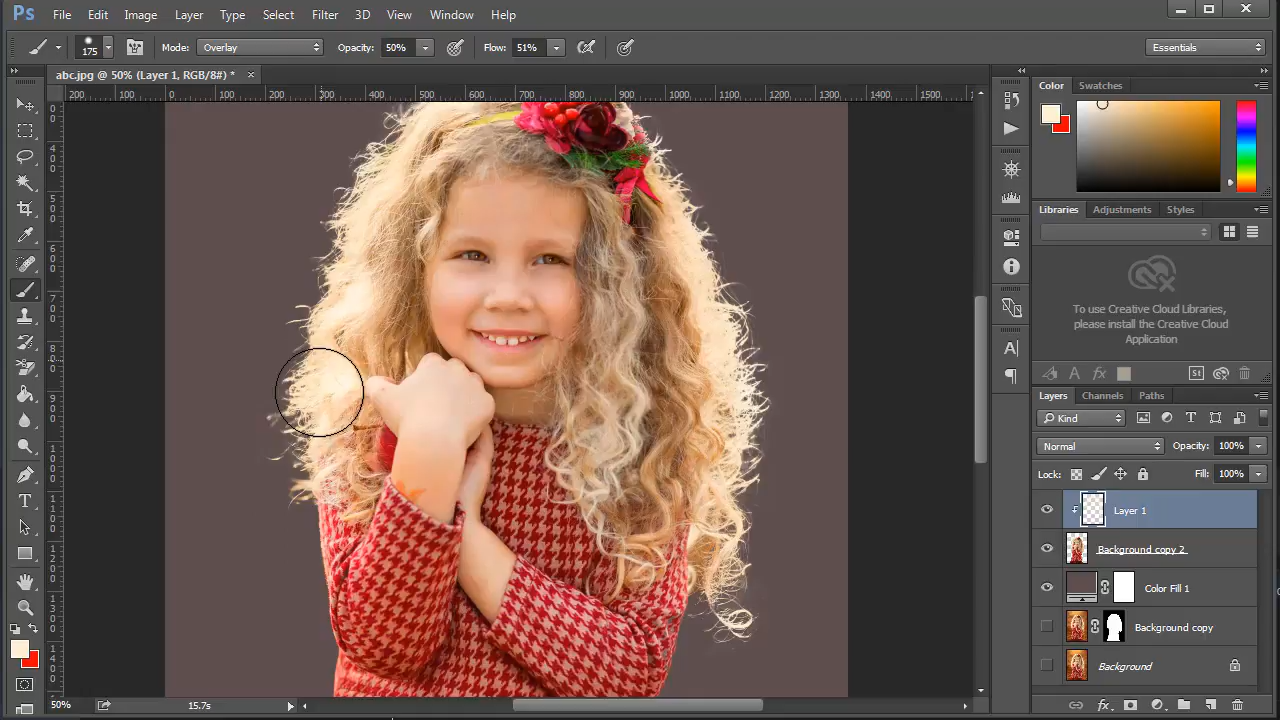 Ps File Edit Image Layer Type Select Filter 3D View Window Help
175 Mode: Overlay Opacity: 50% Flow: 51% Essentials
abc.jpg @ 50% (Layer 1, RGB/8#) * ×
200 100 0 100 200 300 400 500 600 700 800 900 1000 1100 1200 1300 1400 1500
Color Swatches
Libraries Adjustments Styles
To use Creative Cloud Libraries,
please install the Creative Cloud
Application
St
Layers Channels Paths
Kind
Normal Opacity: 100%
Lock: Fill: 100%
Layer 1
Background copy 2
Color Fill 1
Background copy
Background
50% 15.7s
fx